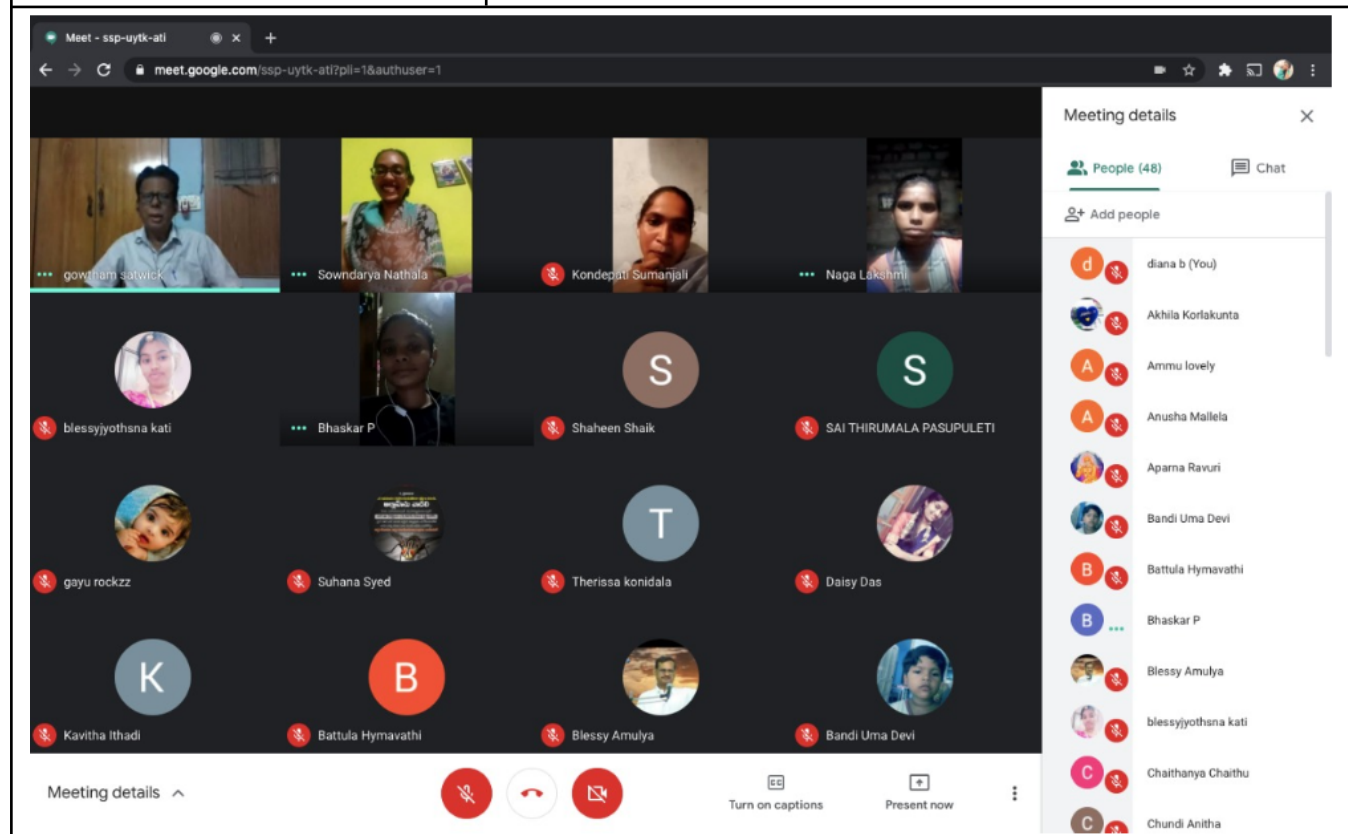 Meet - ssp-uytk-ati
meet.google.com/ssp-uytk-ati?pli=1&authuser=1
Meeting details
People (48) Chat
Add people
gowtham satwick
Sowndarya Nathala
Kondepati Sumanjali
Naga Lakshmi
blessyjyothsna kati
Bhaskar P
S
Shaheen Shaik
S
SAI THIRUMALA PASUPULETI
gayu rockzz
Suhana Syed
T
Therissa konidala
Daisy Das
K
Kavitha Ithadi
B
Battula Hymavathi
Blessy Amulya
Bandi Uma Devi
d diana b (You)
Akhila Korlakunta
A Ammu lovely
A Anusha Mallela
Aparna Ravuri
Bandi Uma Devi
B Battula Hymavathi
B Bhaskar P
Blessy Amulya
blessyjyothsna kati
C Chaithanya Chaithu
C Chundi Anitha
Meeting details
CC
Turn on captions
Present now